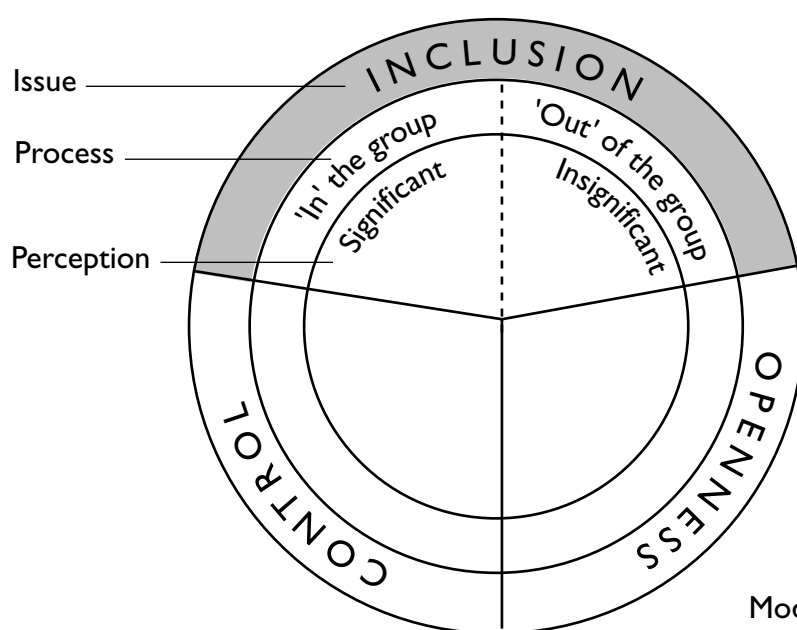 Issue
Process
Perception
INCLUSION
'In' the group
'Out' of the group
Significant
Insignificant
CONTROL
OPENNESS